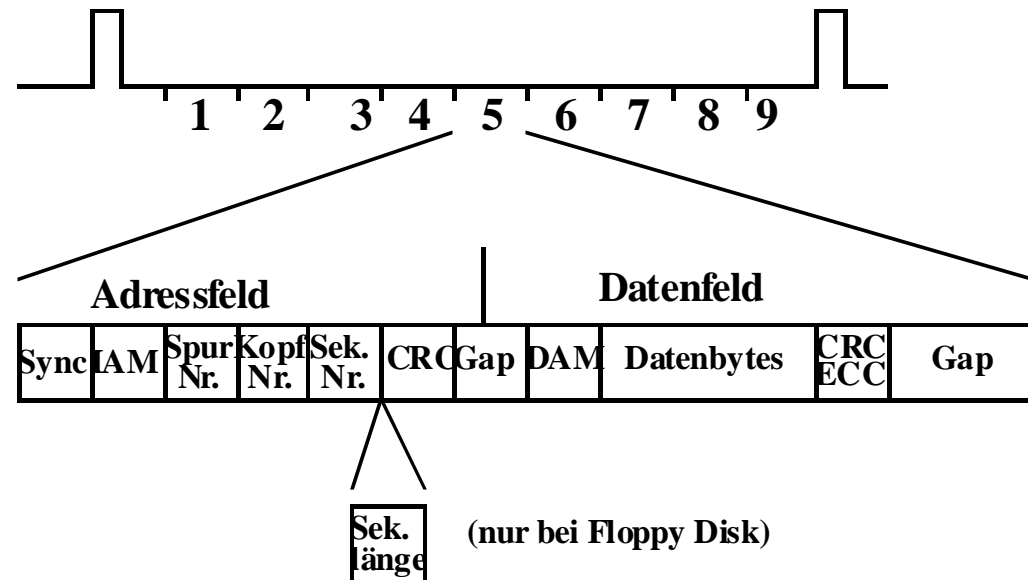 1 2 3 4 5 6 7 8 9
Adressfeld Datenfeld
Sync IAM Spur Nr. Kopf Nr. Sek. Nr. CRC Gap DAM Datenbytes CRC ECC Gap
Sek. länge (nur bei Floppy Disk)